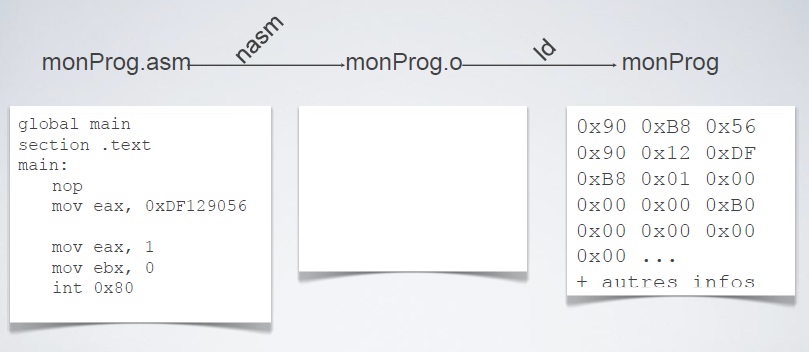 nasm ld
monProg.asm monProg.o monProg
global main
section .text
main:
nop
mov eax, 0xDF129056
mov eax, 1
mov ebx, 0
int 0x80
0x90 0xB8 0x56
0x90 0x12 0xDF
0xB8 0x01 0x00
0x00 0x00 0xB0
0x00 0x00 0x00
0x00 ...
+ autres infos